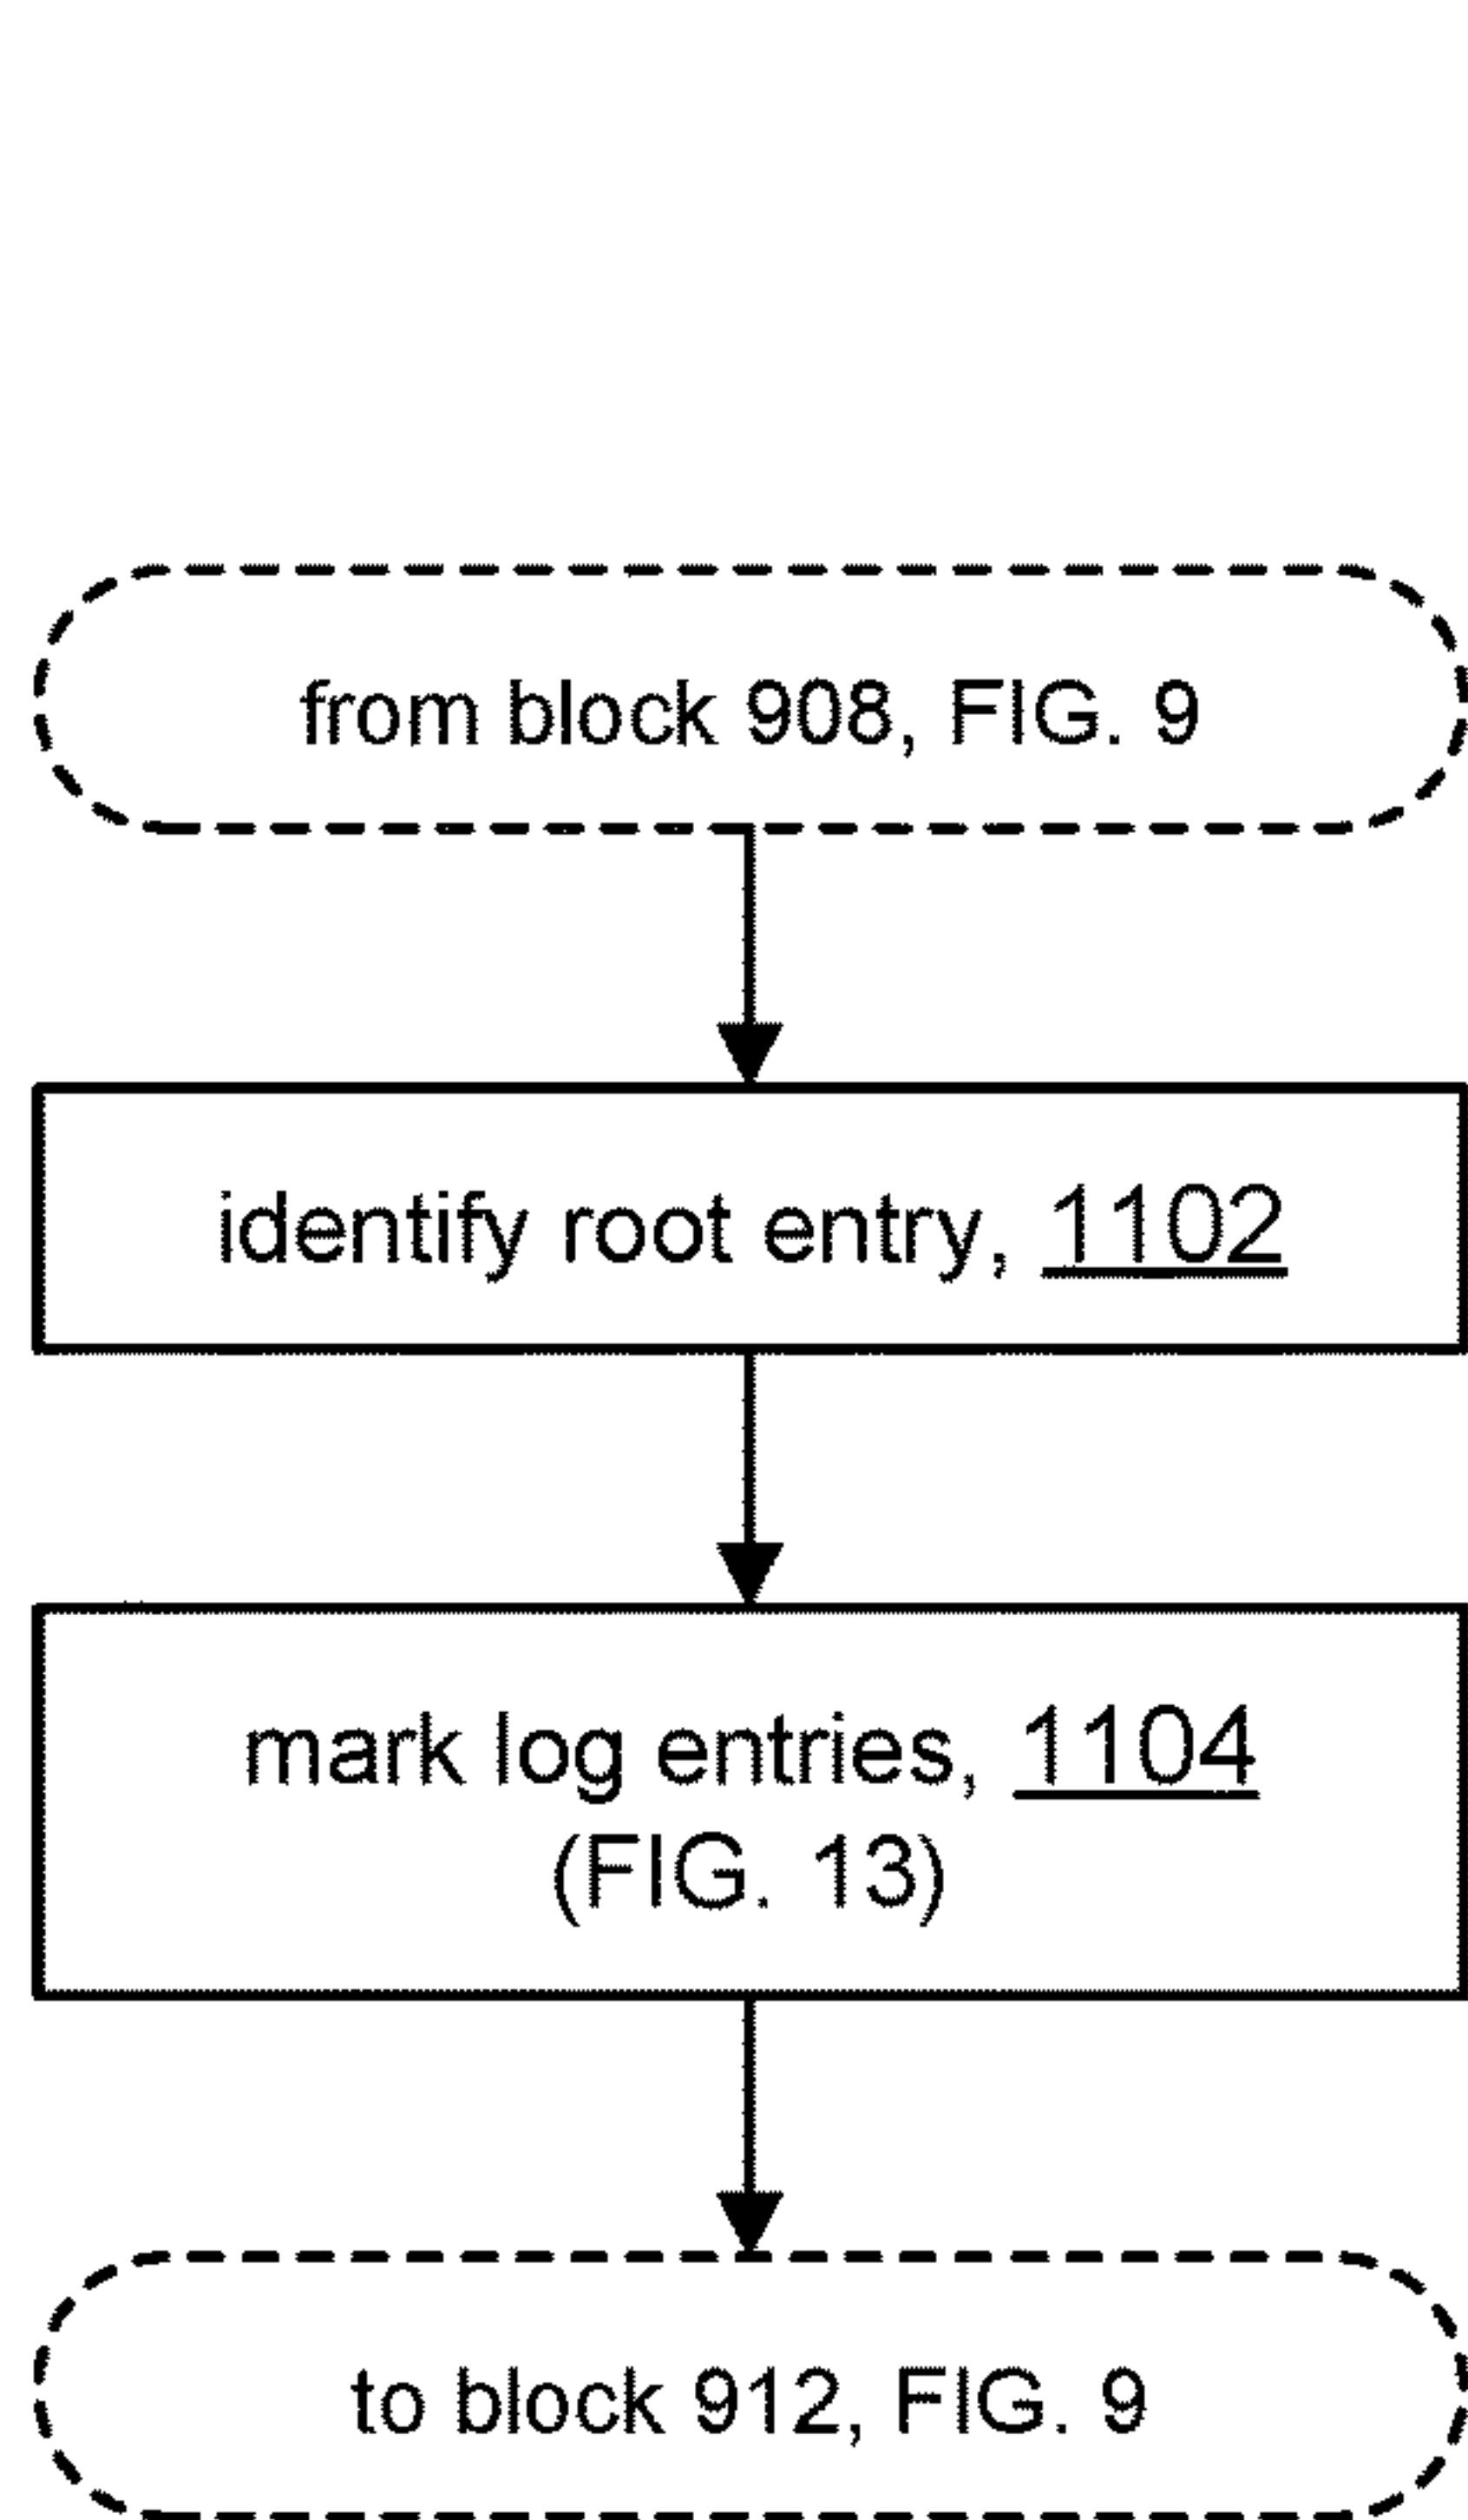 from block 908, FIG. 9
identify root entry, 1102
mark log entries, 1104
(FIG. 13)
to block 912, FIG. 9